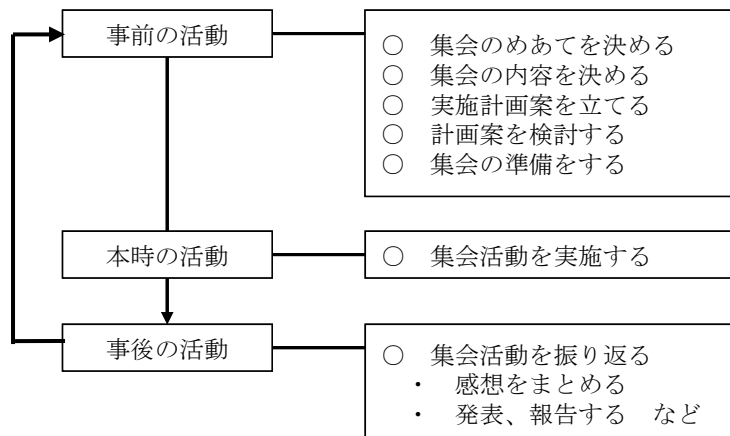 事前の活動
○　集会のめあてを決める
○　集会の内容を決める
○　実施計画案を立てる
○　計画案を検討する
○　集会の準備をする
本時の活動
○　集会活動を実施する
事後の活動
○　集会活動を振り返る
・　感想をまとめる
・　発表、報告する　など